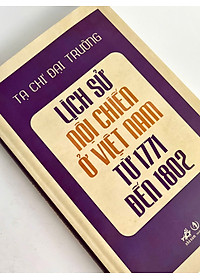 TẠ CHÍ ĐẠI TRƯỜNG
LỊCH SỬ
NỘI CHIẾN
Ở VIỆT NAM
TỪ 1771
ĐẾN 1802